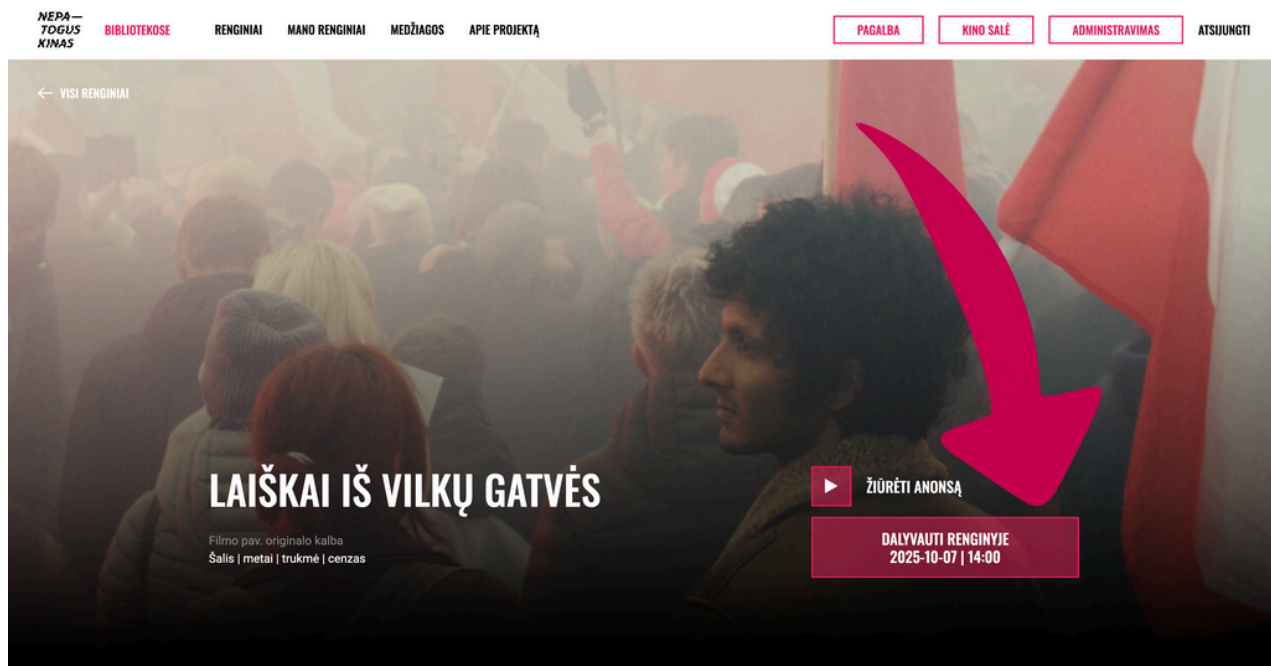 NEPA—
TOGUS
KINAS
BIBLIOTEKOSE
RENGINIAI
MANO RENGINIAI
MEDŽIAGOS
APIE PROJEKTĄ
PAGALBA
KINO SALĖ
ADMINISTRAVIMAS
ATSIJUNGTI
← VISI RENGINIAI
LAIŠKAI IŠ VILKŲ GATVĖS
Filmo pav. originalo kalba
Šalis | metai | trukmė | cenzas
ŽIŪRĖTI ANONSĄ
DALYVAUTI RENGINYJE
2025-10-07 | 14:00